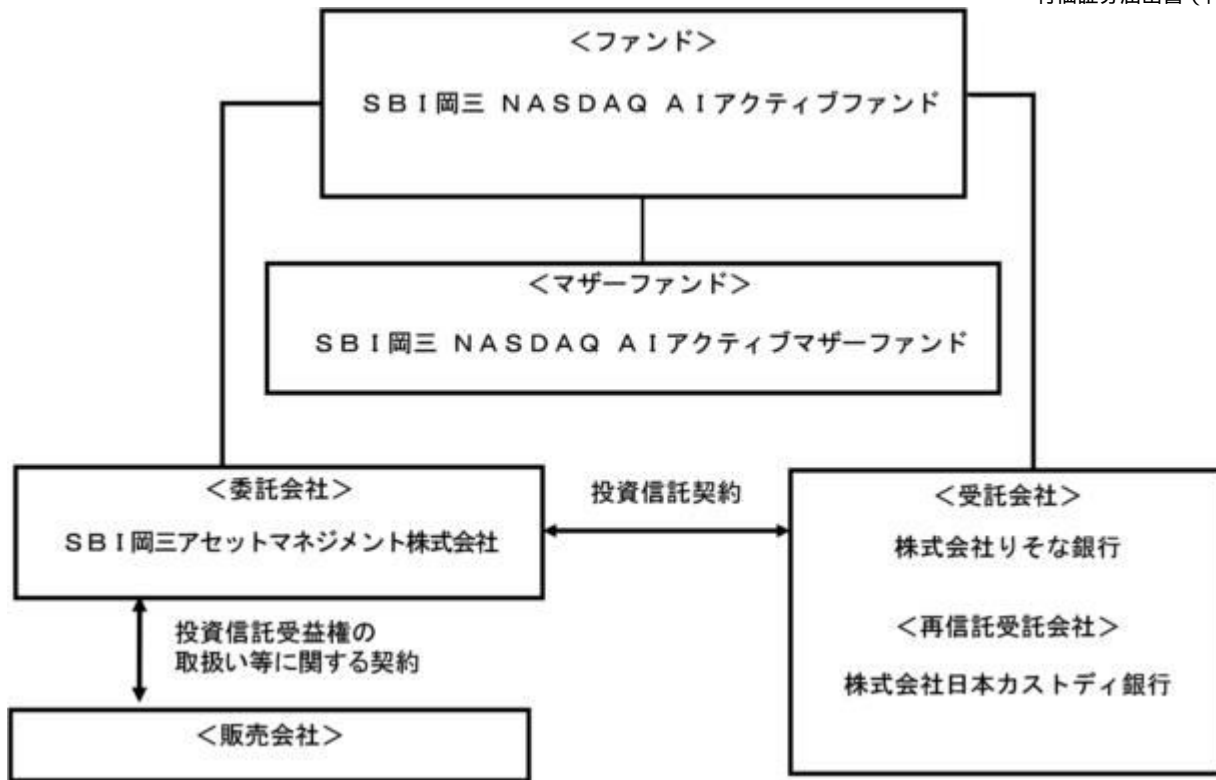 ＜ファンド＞
ＳＢＩ岡三 ＮＡＳＤＡＱ ＡＩアクティブファンド
＜マザーファンド＞
ＳＢＩ岡三 ＮＡＳＤＡＱ ＡＩアクティブマザーファンド
＜委託会社＞
ＳＢＩ岡三アセットマネジメント株式会社
投資信託契約
＜受託会社＞
株式会社りそな銀行
＜再信託受託会社＞
株式会社日本カストディ銀行
投資信託受益権の
取扱い等に関する契約
＜販売会社＞